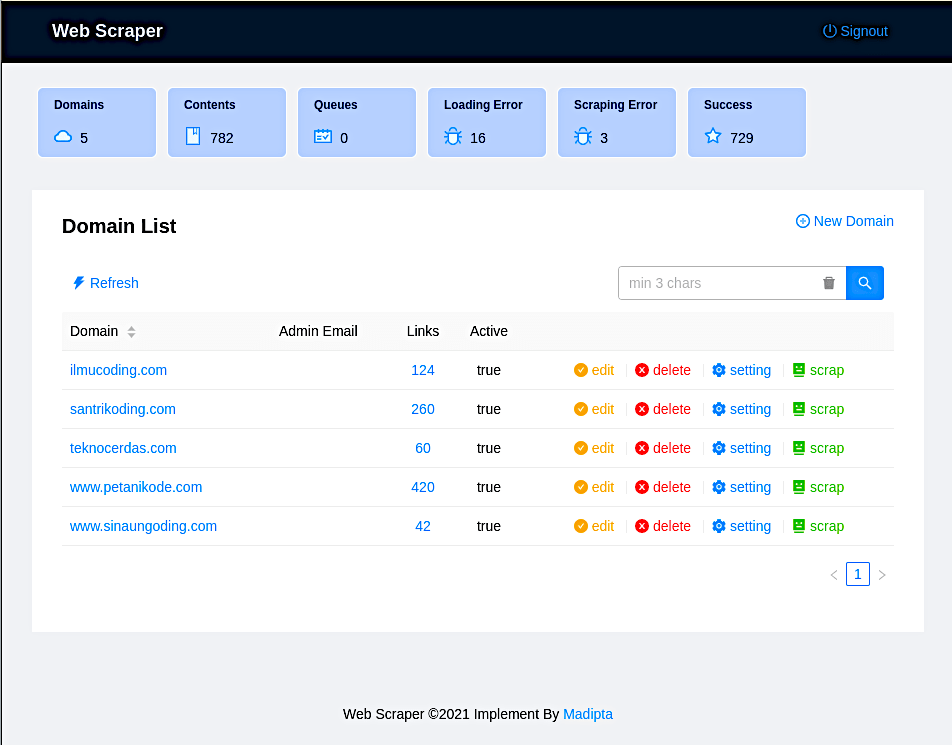 Web Scraper Signout
Domains Contents Queues Loading Error Scraping Error Success
5 782 0 16 3 729
Domain List New Domain
Refresh min 3 chars
Domain Admin Email Links Active
ilmucoding.com 124 true edit delete setting scrap
santrikoding.com 260 true edit delete setting scrap
teknocerdas.com 60 true edit delete setting scrap
www.petanikode.com 420 true edit delete setting scrap
www.sinaungoding.com 42 true edit delete setting scrap
< 1 >
Web Scraper ©2021 Implement By Madipta